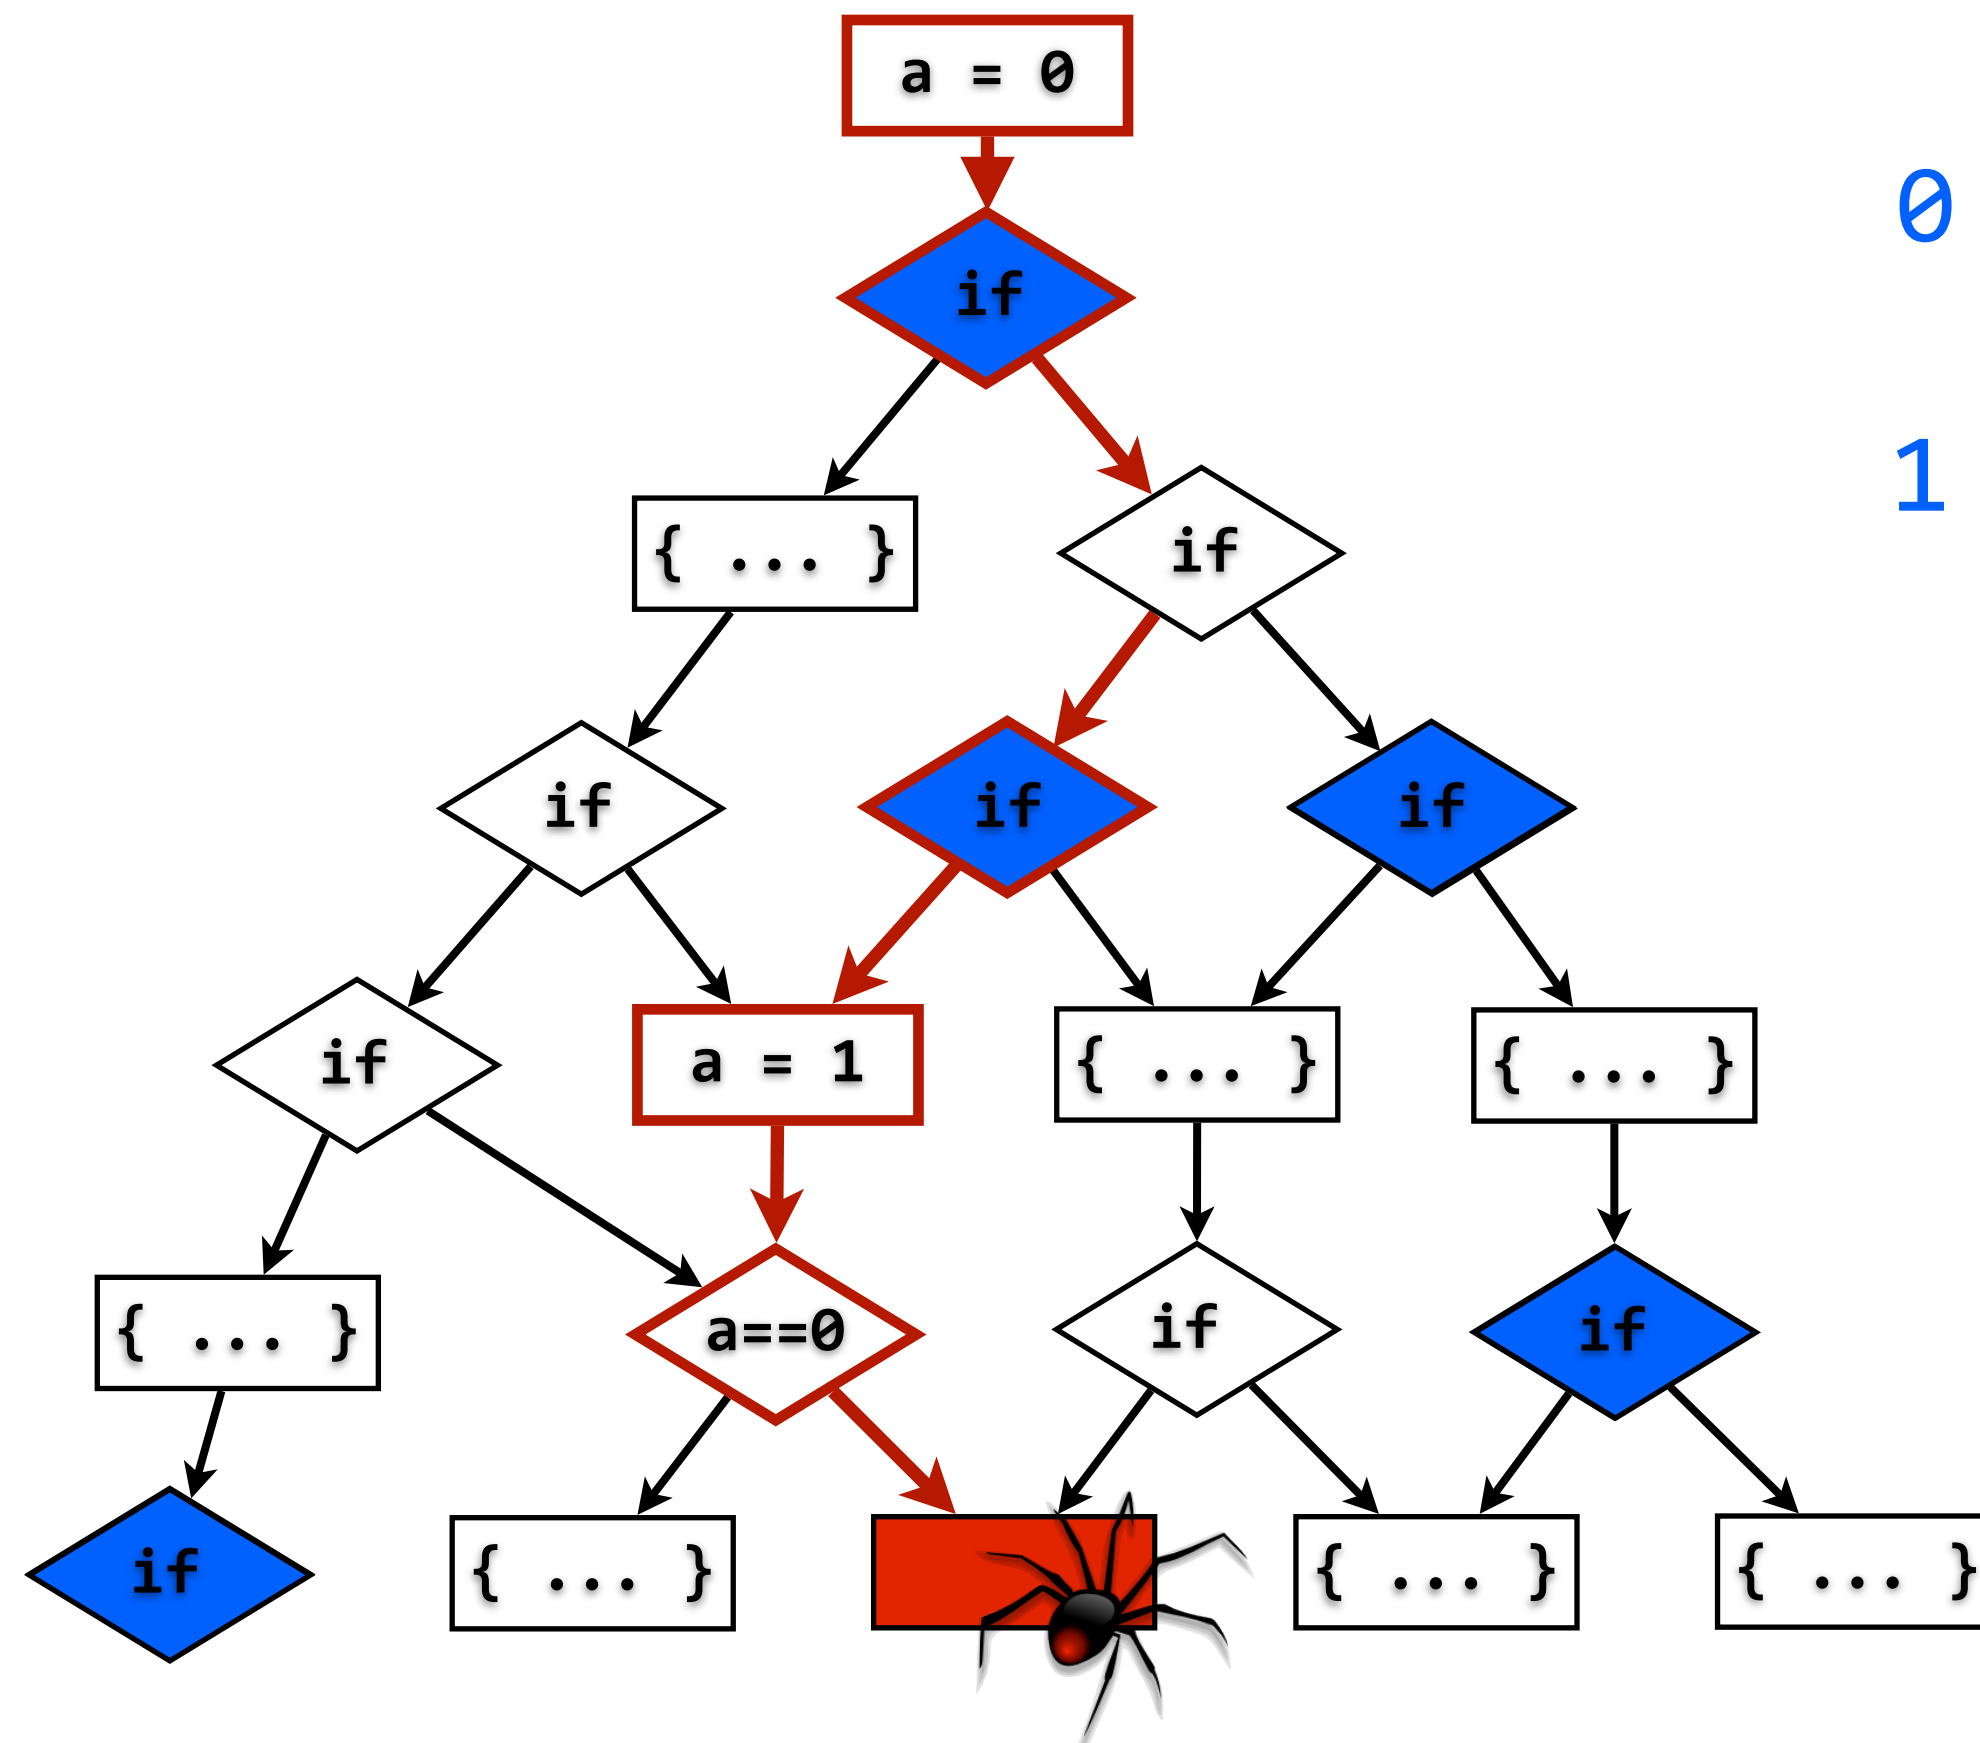 a = 0
0
if
1
{ ... }
if
if
if
if
if
a = 1
{ ... }
{ ... }
{ ... }
a==0
if
if
if
{ ... }
{ ... }
{ ... }